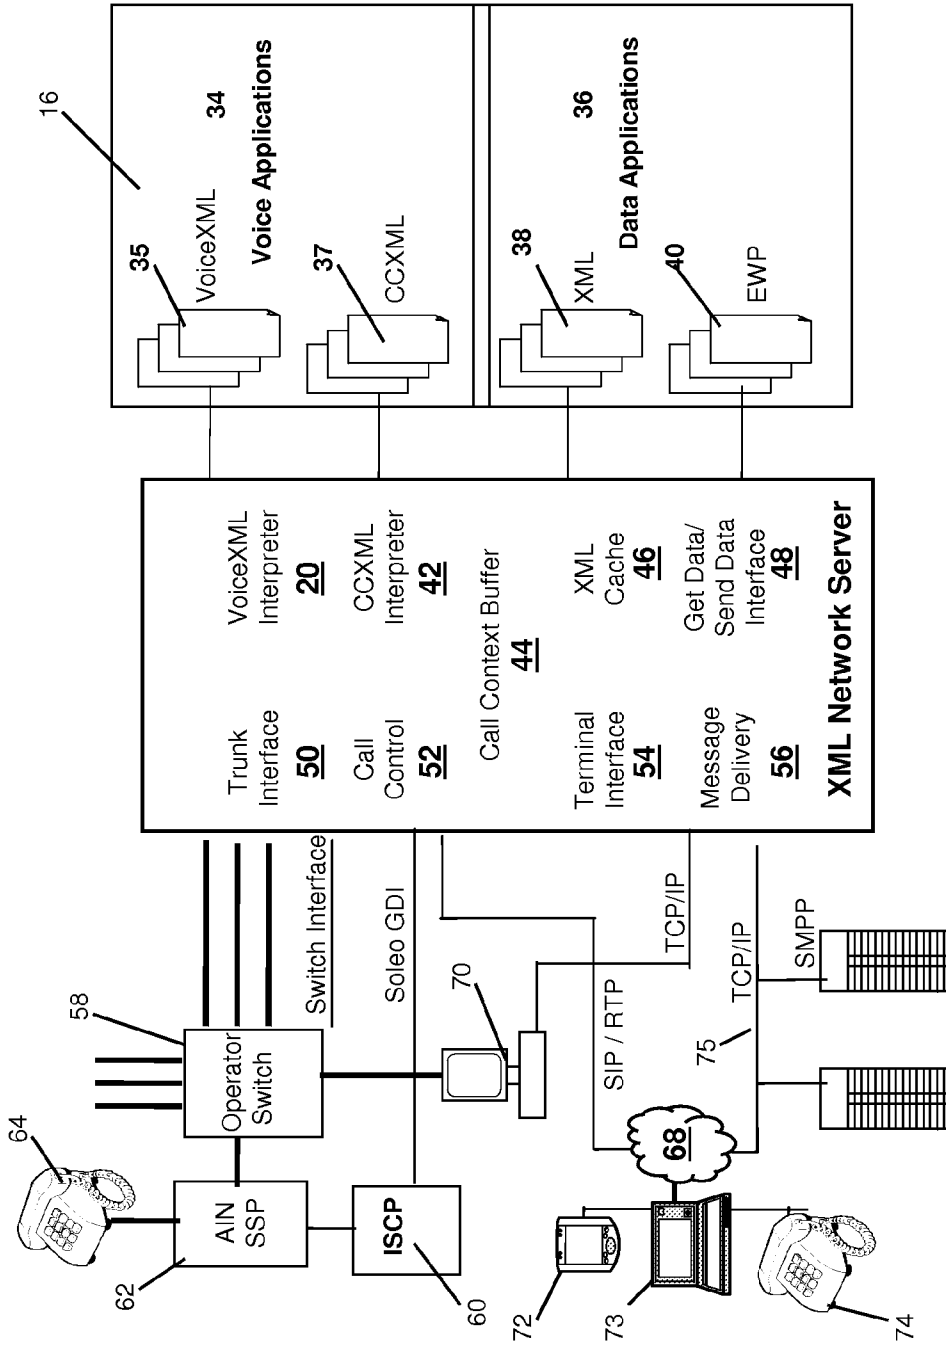 16
34
Voice Applications
35
VoiceXML
37
CCXML
36
Data Applications
38
XML
40
EWP
VoiceXML
Interpreter
20
CCXML
Interpreter
42
Call Context Buffer
44
XML
Cache
46
Get Data/
Send Data
Interface
48
Trunk
Interface
50
Call
Control
52
Terminal
Interface
54
Message
Delivery
56
XML Network Server
Switch Interface
Soleo GDI
TCP/IP
SIP / RTP
TCP/IP
SMPP
58
Operator
Switch
70
75
64
AIN
SSP
62
ISCP
60
68
72
73
74